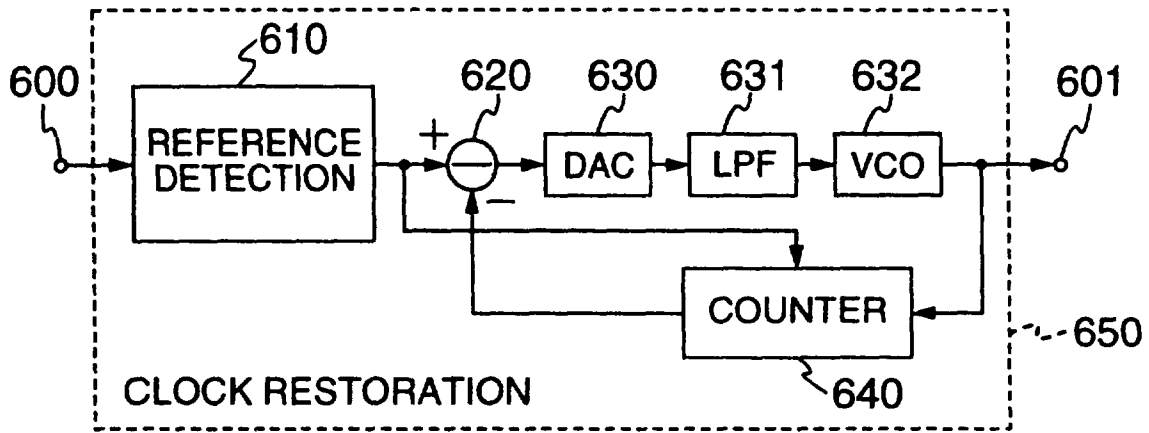 610
600
620
630
631
632
601
REFERENCE
DETECTION
+
−
DAC
LPF
VCO
−
COUNTER
650
640
CLOCK RESTORATION